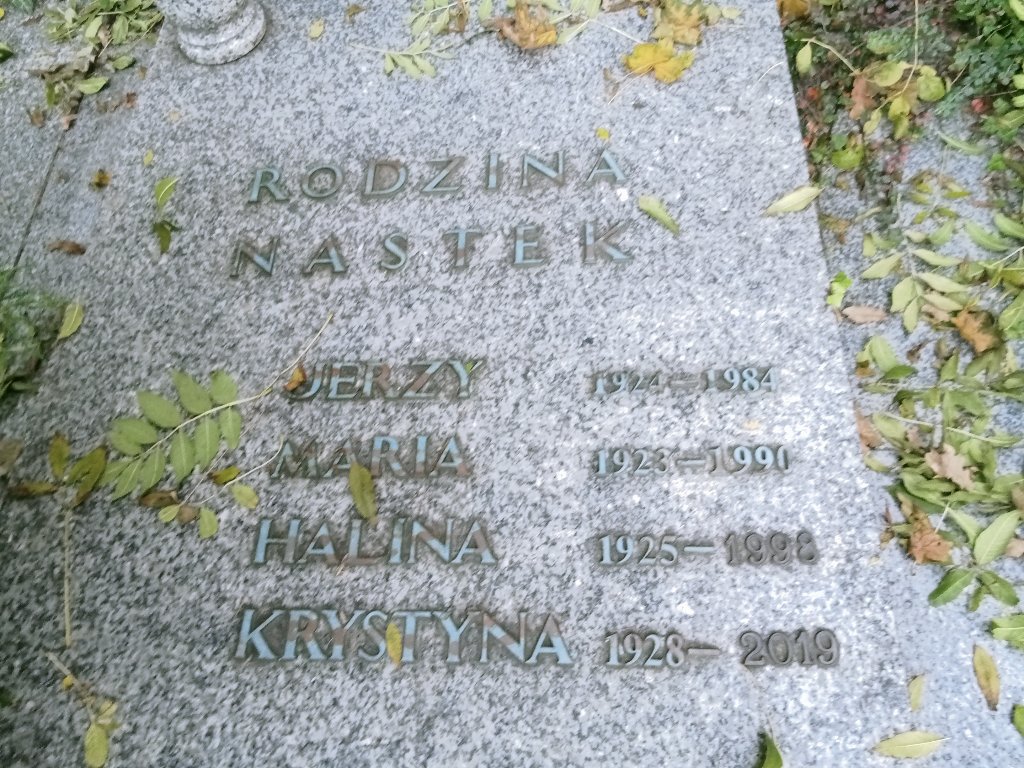 RODZINA
NASTEK
JERZY 1924-1984
MARIA 1923-1990
HALINA 1925-1998
KRYSTYNA 1928-2019